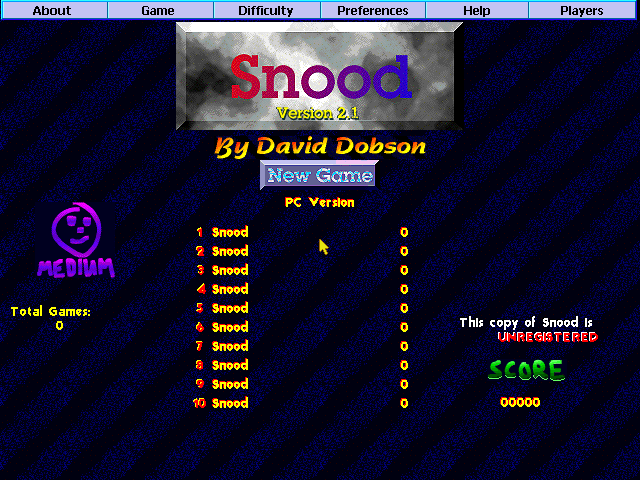 About Game Difficulty Preferences Help Players
Snood
Version 2.1
By David Dobson
New Game
PC Version
MEDIUM
Total Games:
0
1 Snood 0
2 Snood 0
3 Snood 0
4 Snood 0
5 Snood 0
6 Snood 0
7 Snood 0
8 Snood 0
9 Snood 0
10 Snood 0
This copy of Snood is
UNREGISTERED
SCORE
00000